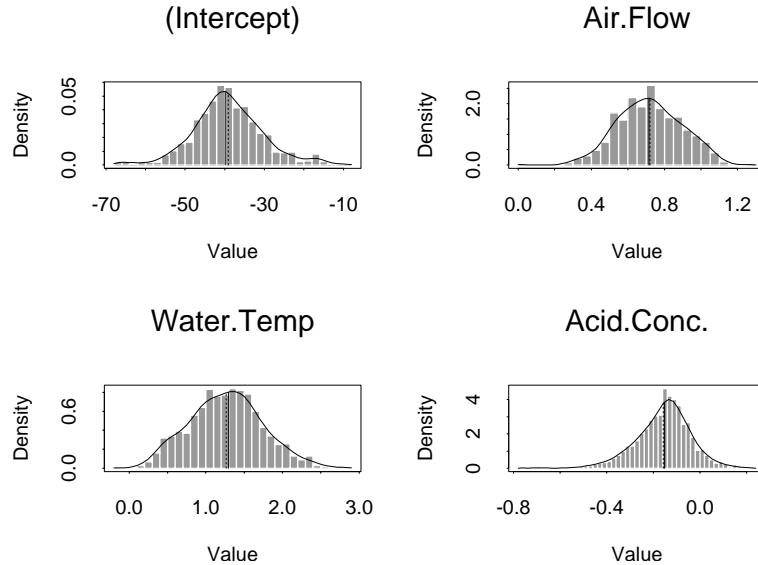 (Intercept)
Density
0.0 0.05
-70 -50 -30 -10
Value
Air.Flow
Density
0.0 2.0
0.0 0.4 0.8 1.2
Value
Water.Temp
Density
0.0 0.6
0.0 1.0 2.0 3.0
Value
Acid.Conc.
Density
0 2 4
-0.8 -0.4 0.0
Value